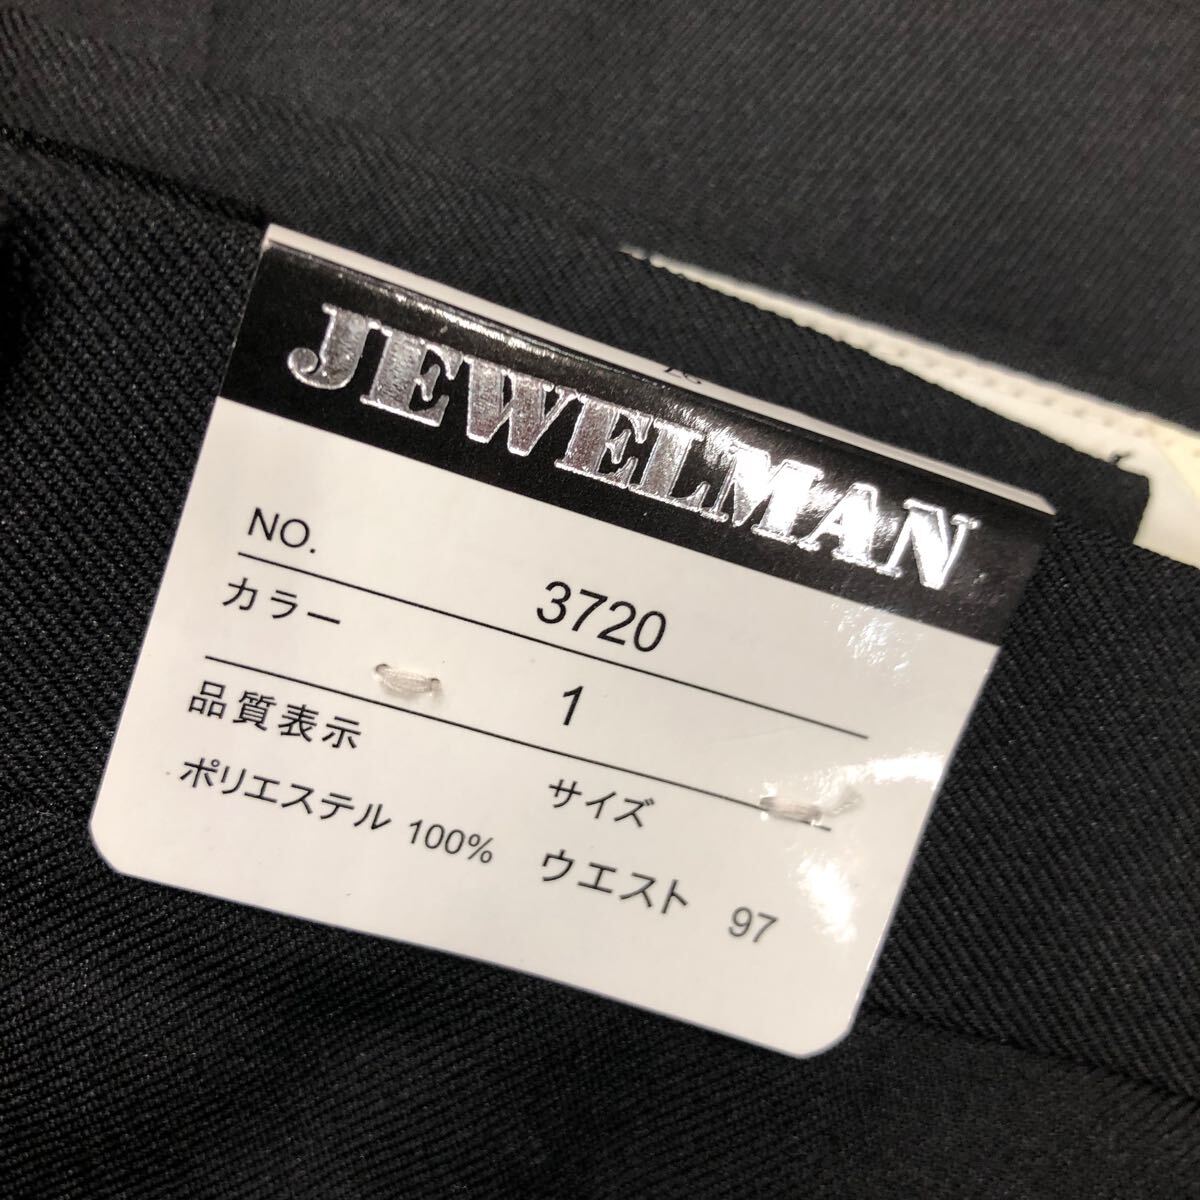 JEWELMAN
NO. 3720
カラー 1
品質表示 サイズ
ポリエステル 100% ウエスト 97